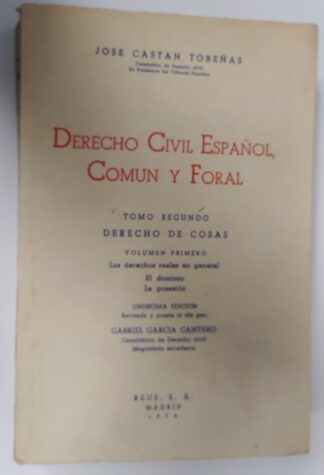 JOSE CASTAN TOBEÑAS
Catedrático de Derecho civil
Ex Presidente del Tribunal Supremo
DERECHO CIVIL ESPAÑOL,
COMUN Y FORAL
TOMO SEGUNDO
DERECHO DE COSAS
VOLUMEN PRIMERO
Los derechos reales en general
El dominio
La posesión
UNDECIMA EDICION
Revisada y puesta al día por:
GABRIEL GARCIA CANTERO
Catedrático de Derecho civil
Magistrado excedente
REUS, S. A.
MADRID
1978